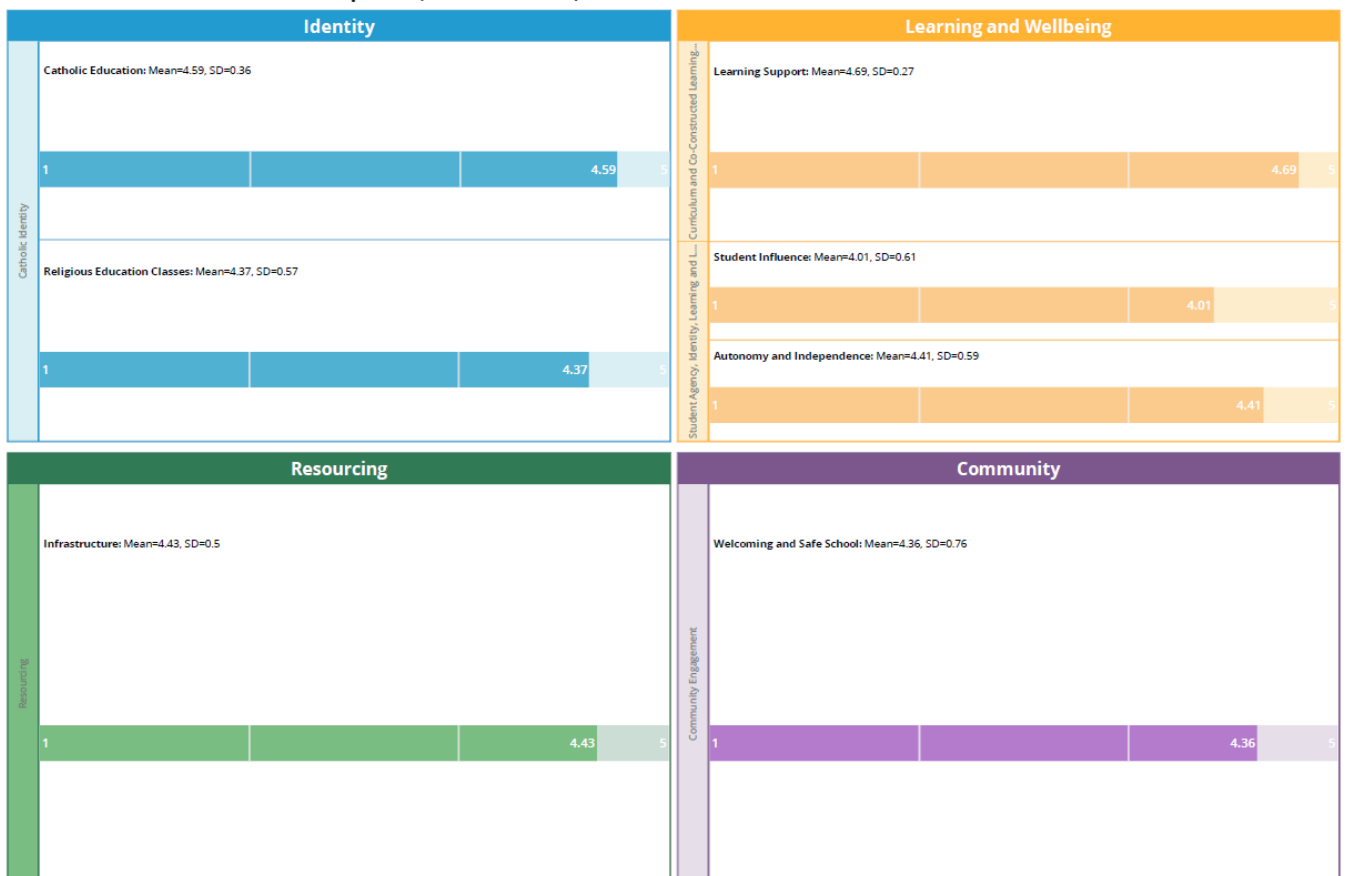 Identity
Catholic Identity
Catholic Education: Mean=4.59, SD=0.36
1 4.59 5
Religious Education Classes: Mean=4.37, SD=0.57
1 4.37 5
Learning and Wellbeing
Curriculum and Co-Constructed Learning...
Learning Support: Mean=4.69, SD=0.27
1 4.69 5
Student Agency, Identity, Learning and L...
Student Influence: Mean=4.01, SD=0.61
1 4.01 5
Autonomy and Independence: Mean=4.41, SD=0.59
1 4.41 5
Resourcing
Resourcing
Infrastructure: Mean=4.43, SD=0.5
1 4.43 5
Community
Community Engagement
Welcoming and Safe School: Mean=4.36, SD=0.76
1 4.36 5